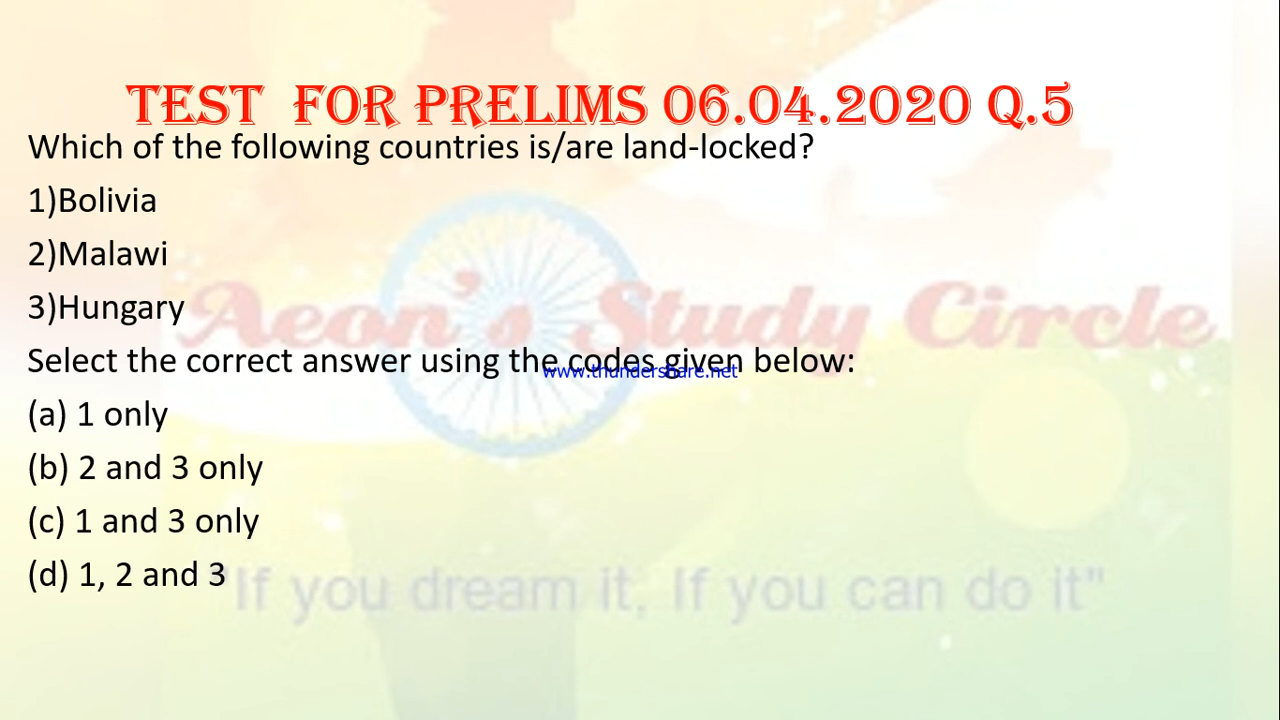 TEST FOR PRELIMS 06.04.2020 Q.5
Which of the following countries is/are land-locked?
1)Bolivia
2)Malawi
3)Hungary
Aeon's Study Circle
Select the correct answer using the codes given below:
www.thundershare.net
(a) 1 only
(b) 2 and 3 only
(c) 1 and 3 only
(d) 1, 2 and 3
"If you dream it, If you can do it"